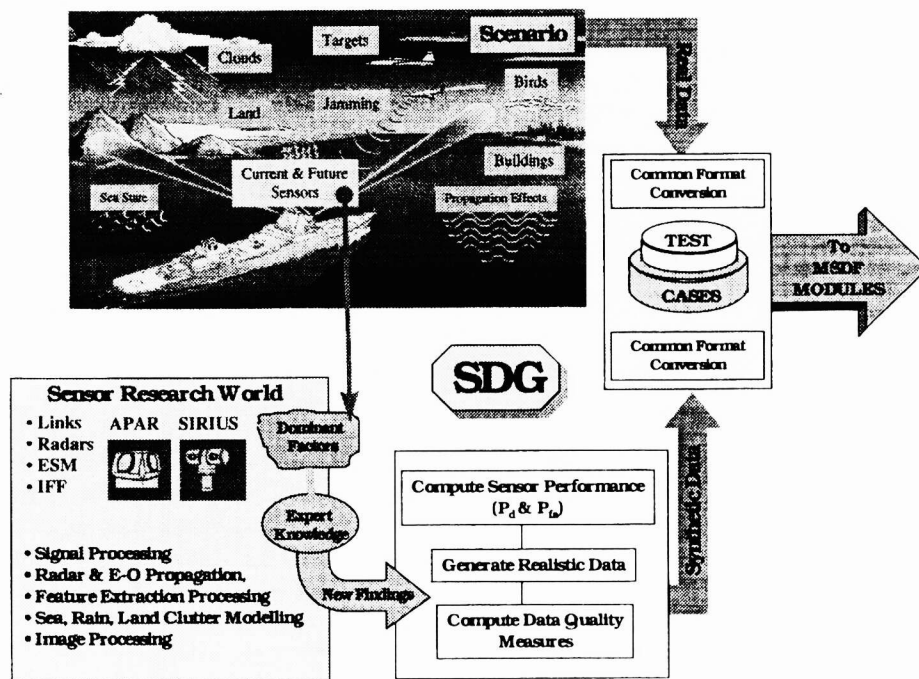 Scenario
Targets
Clouds
Birds
Land
Jamming
Buildings
Current & Future
Sensors
Sea State
Propagation Effects
Real Data
Common Format
Conversion
TEST
CASES
Common Format
Conversion
To
MSDF
MODULES
SDG
Synthetic Data
Sensor Research World
• Links
• Radars
• ESM
• IFF
APAR
SIRIUS
Dominant
Factors
Expert
Knowledge
New Findings
• Signal Processing
• Radar & E-O Propagation,
• Feature Extraction Processing
• Sea, Rain, Land Clutter Modelling
• Image Processing
Compute Sensor Performance
(Pd & Pfa)
Generate Realistic Data
Compute Data Quality
Measures